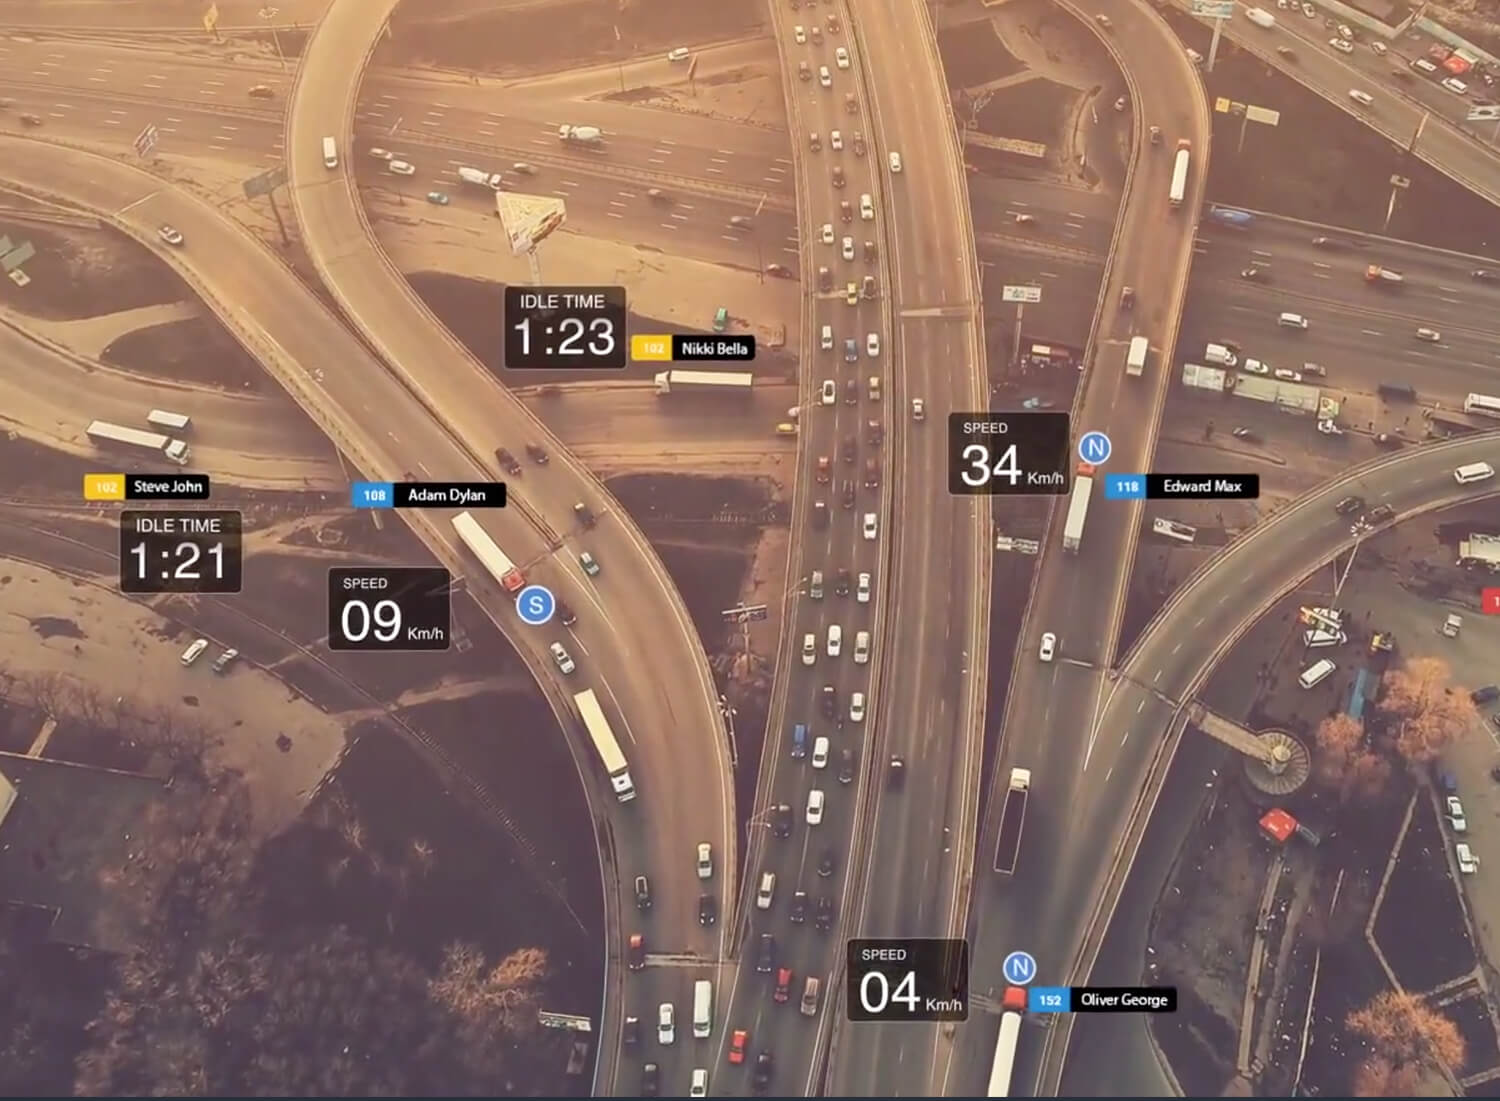 IDLE TIME
1:23
102 Nikki Bella
SPEED
34 Km/h
N
118 Edward Max
102 Steve John
IDLE TIME
1:21
108 Adam Dylan
SPEED
09 Km/h
S
SPEED
04 Km/h
N
152 Oliver George